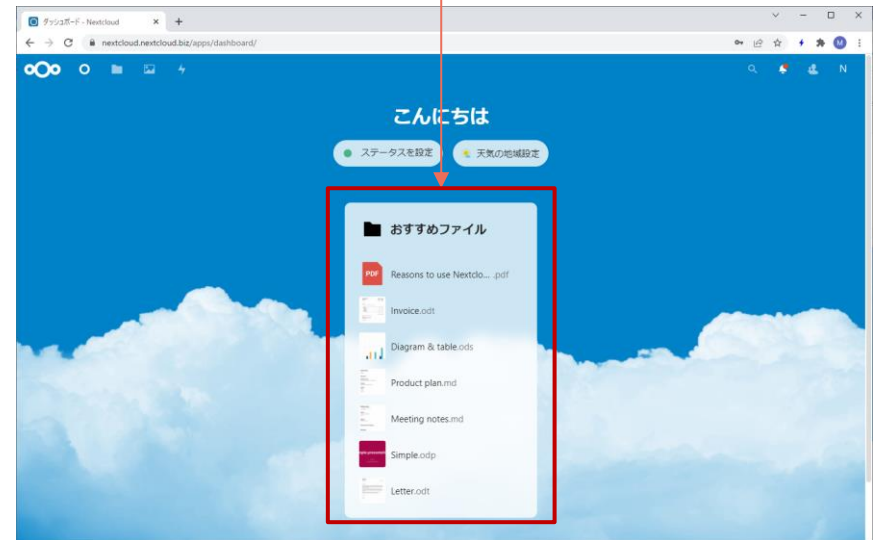 ダッシュボード - Nextcloud
nextcloud.nextcloud.biz/apps/dashboard/
M
N
こんにちは
ステータスを設定
天気の地域設定
おすすめファイル
PDF
Reasons to use Nextclo... .pdf
Invoice.odt
Diagram & table.ods
Product plan.md
Meeting notes.md
Simple.odp
Letter.odt